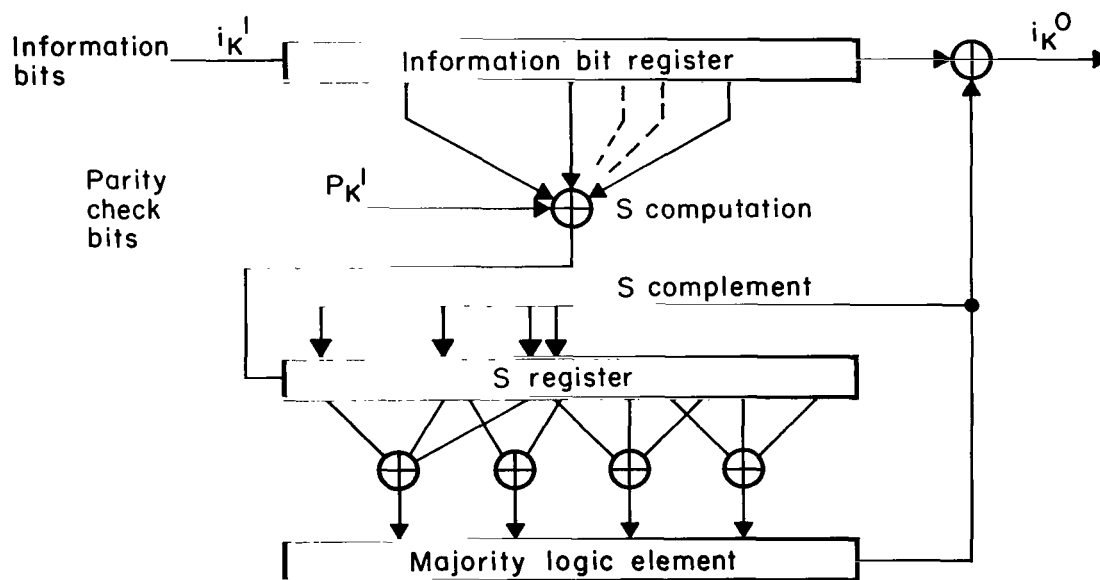 Information bits
i_K^I
Information bit register
i_K^O
Parity check bits
P_K^I
S computation
S complement
S register
Majority logic element